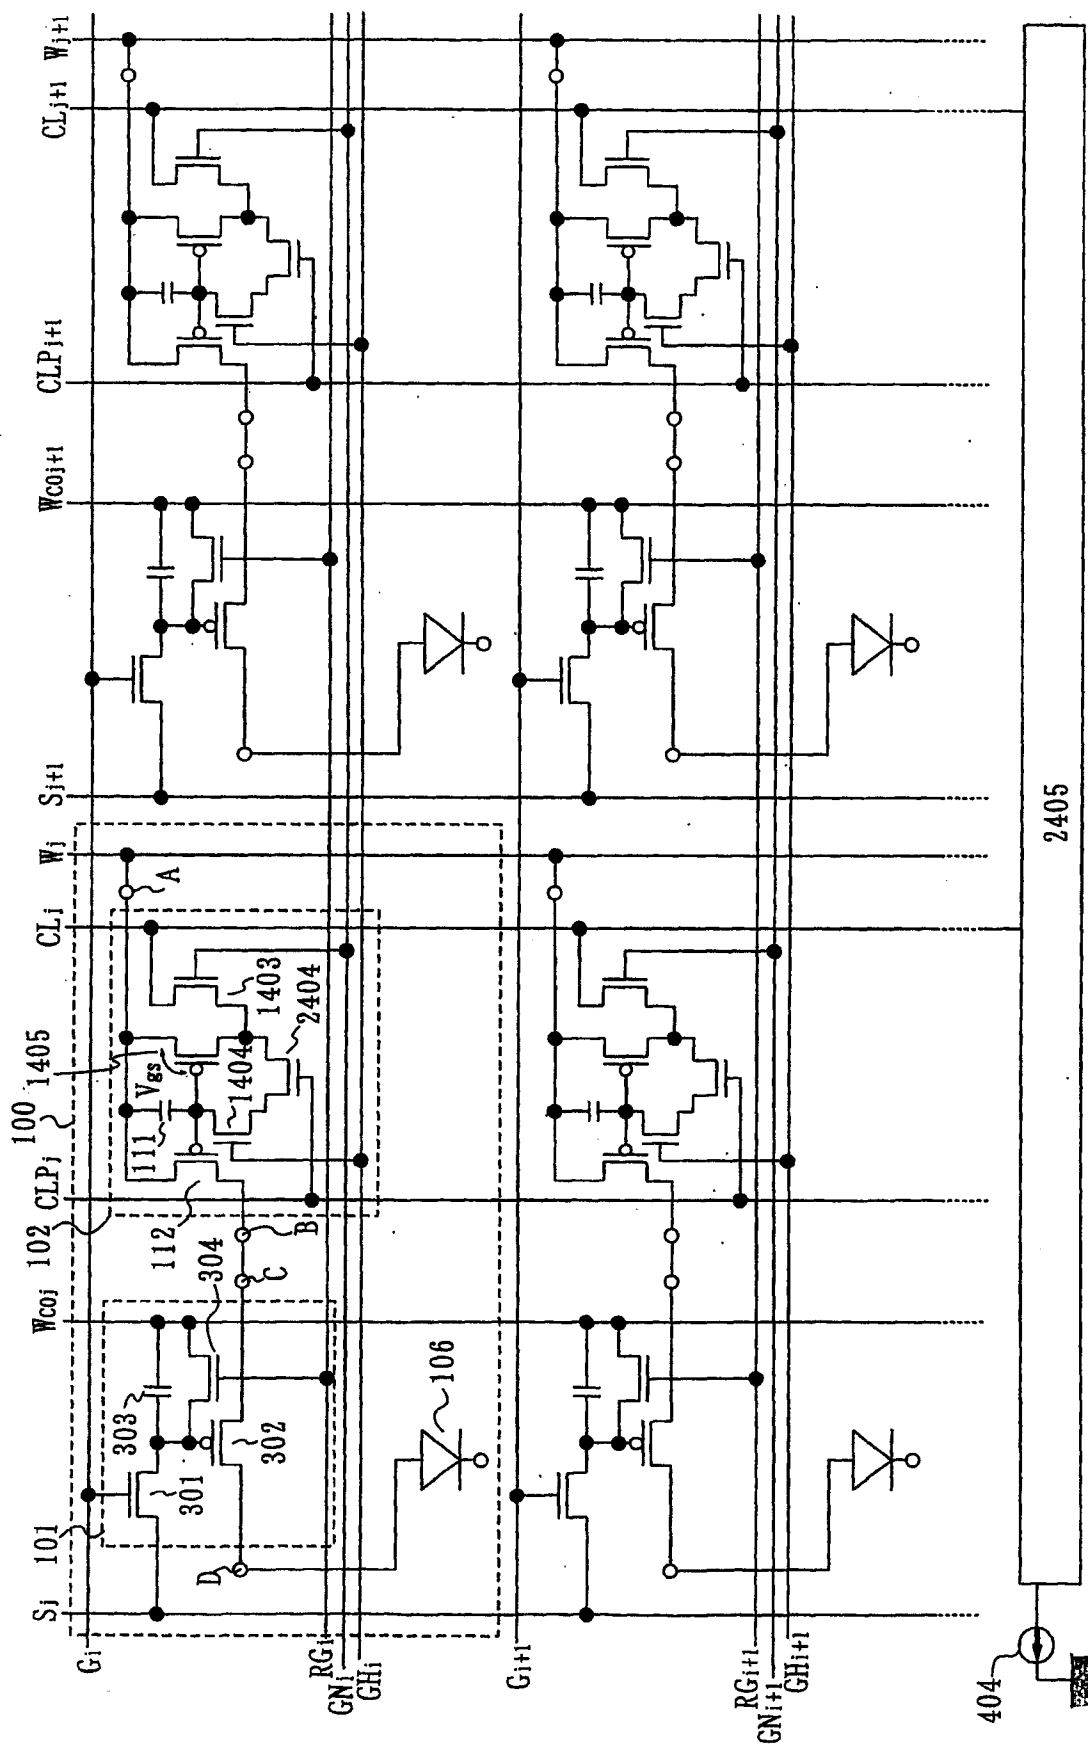 100
102
1405
101
Sj
Wcoj
CLPj
CLi
Wj
Sj+1
Wcoj+1
CLPj+1
CLj+1
Wj+1
Gi
303
111
Vgs
A
301
112
304
D
302
C
B
1404
1403
2404
RGi
GNi
GHi
106
Gi+1
RGi+1
GNi+1
GHi+1
404
2405